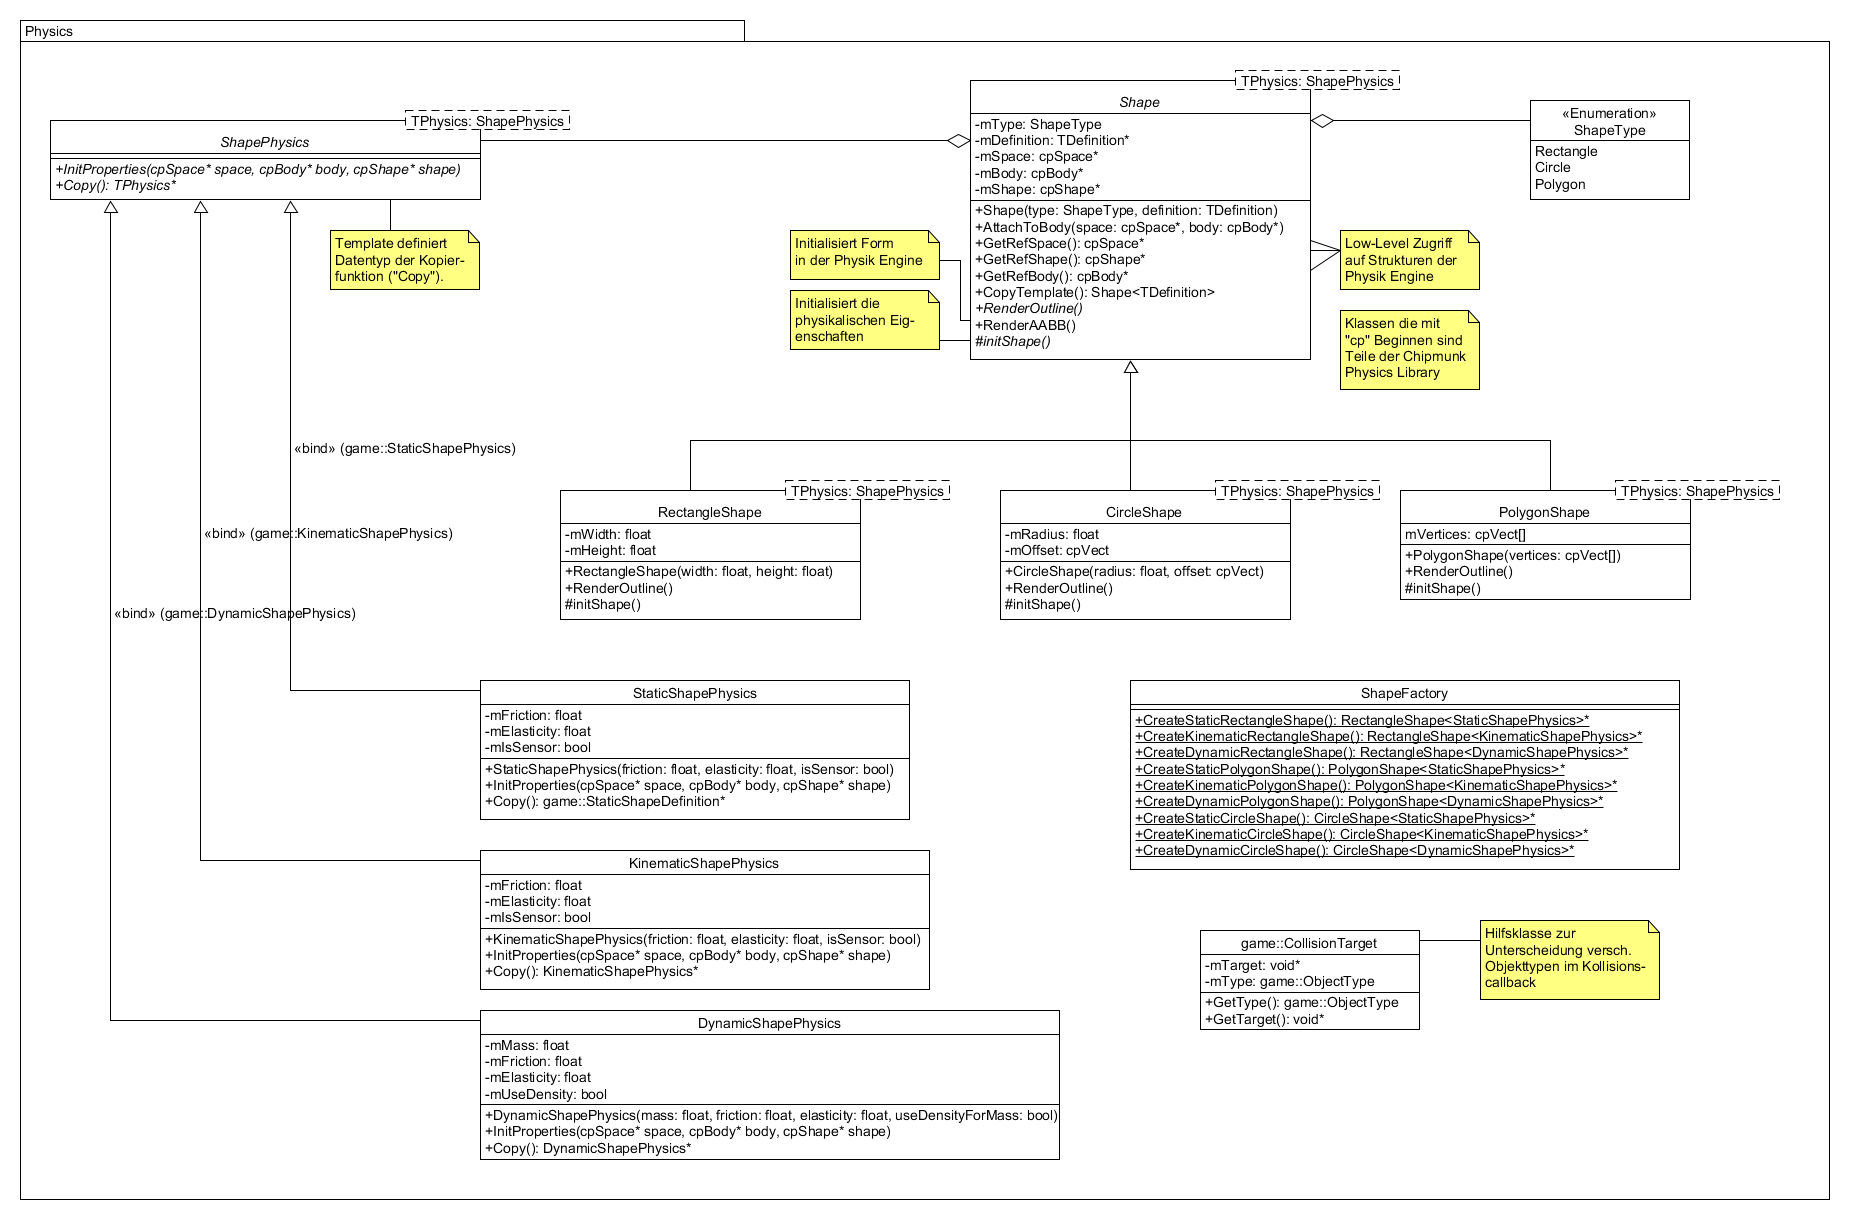 Physics
TPhysics: ShapePhysics
ShapePhysics
+InitProperties(cpSpace* space, cpBody* body, cpShape* shape)
+Copy(): TPhysics*
Template definiert
Datentyp der Kopier-
funktion ("Copy").
TPhysics: ShapePhysics
Shape
-mType: ShapeType
-mDefinition: TDefinition*
-mSpace: cpSpace*
-mBody: cpBody*
-mShape: cpShape*
+Shape(type: ShapeType, definition: TDefinition)
+AttachToBody(space: cpSpace*, body: cpBody*)
+GetRefSpace(): cpSpace*
+GetRefShape(): cpShape*
+GetRefBody(): cpBody*
+CopyTemplate(): Shape<TDefinition>
+RenderOutline()
+RenderAABB()
#initShape()
«Enumeration»
ShapeType
Rectangle
Circle
Polygon
Initialisiert Form
in der Physik Engine
Initialisiert die
physikalischen Eig-
enschaften
Low-Level Zugriff
auf Strukturen der
Physik Engine
Klassen die mit
"cp" Beginnen sind
Teile der Chipmunk
Physics Library
«bind» (game::StaticShapePhysics)
«bind» (game::KinematicShapePhysics)
«bind» (game::DynamicShapePhysics)
TPhysics: ShapePhysics
RectangleShape
-mWidth: float
-mHeight: float
+RectangleShape(width: float, height: float)
+RenderOutline()
#initShape()
TPhysics: ShapePhysics
CircleShape
-mRadius: float
-mOffset: cpVect
+CircleShape(radius: float, offset: cpVect)
+RenderOutline()
#initShape()
TPhysics: ShapePhysics
PolygonShape
mVertices: cpVect[]
+PolygonShape(vertices: cpVect[])
+RenderOutline()
#initShape()
StaticShapePhysics
-mFriction: float
-mElasticity: float
-mIsSensor: bool
+StaticShapePhysics(friction: float, elasticity: float, isSensor: bool)
+InitProperties(cpSpace* space, cpBody* body, cpShape* shape)
+Copy(): game::StaticShapeDefinition*
KinematicShapePhysics
-mFriction: float
-mElasticity: float
-mIsSensor: bool
+KinematicShapePhysics(friction: float, elasticity: float, isSensor: bool)
+InitProperties(cpSpace* space, cpBody* body, cpShape* shape)
+Copy(): KinematicShapePhysics*
DynamicShapePhysics
-mMass: float
-mFriction: float
-mElasticity: float
-mUseDensity: bool
+DynamicShapePhysics(mass: float, friction: float, elasticity: float, useDensityForMass: bool)
+InitProperties(cpSpace* space, cpBody* body, cpShape* shape)
+Copy(): DynamicShapePhysics*
ShapeFactory
+CreateStaticRectangleShape(): RectangleShape<StaticShapePhysics>*
+CreateKinematicRectangleShape(): RectangleShape<KinematicShapePhysics>*
+CreateDynamicRectangleShape(): RectangleShape<DynamicShapePhysics>*
+CreateStaticPolygonShape(): PolygonShape<StaticShapePhysics>*
+CreateKinematicPolygonShape(): PolygonShape<KinematicShapePhysics>*
+CreateDynamicPolygonShape(): PolygonShape<DynamicShapePhysics>*
+CreateStaticCircleShape(): CircleShape<StaticShapePhysics>*
+CreateKinematicCircleShape(): CircleShape<KinematicShapePhysics>*
+CreateDynamicCircleShape(): CircleShape<DynamicShapePhysics>*
game::CollisionTarget
-mTarget: void*
-mType: game::ObjectType
+GetType(): game::ObjectType
+GetTarget(): void*
Hilfsklasse zur
Unterscheidung versch.
Objekttypen im Kollisions-
callback